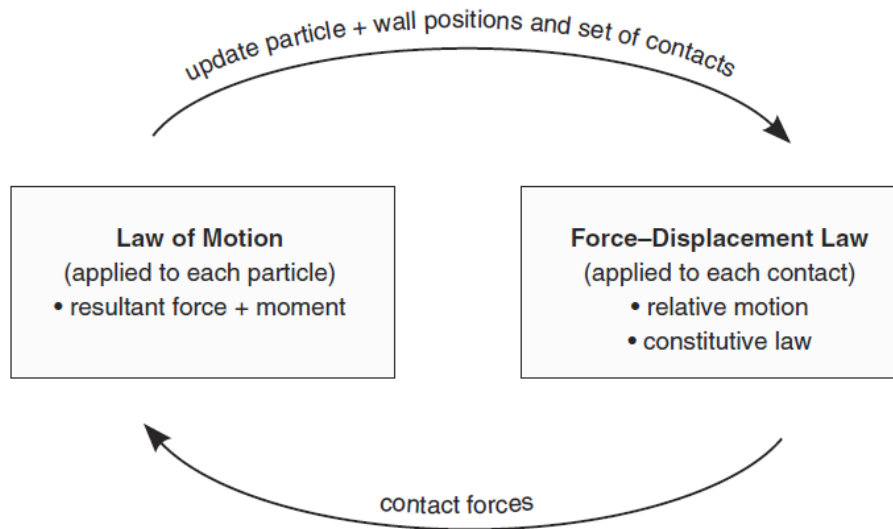 update particle + wall positions and set of contacts
Law of Motion
(applied to each particle)
• resultant force + moment
Force–Displacement Law
(applied to each contact)
• relative motion
• constitutive law
contact forces